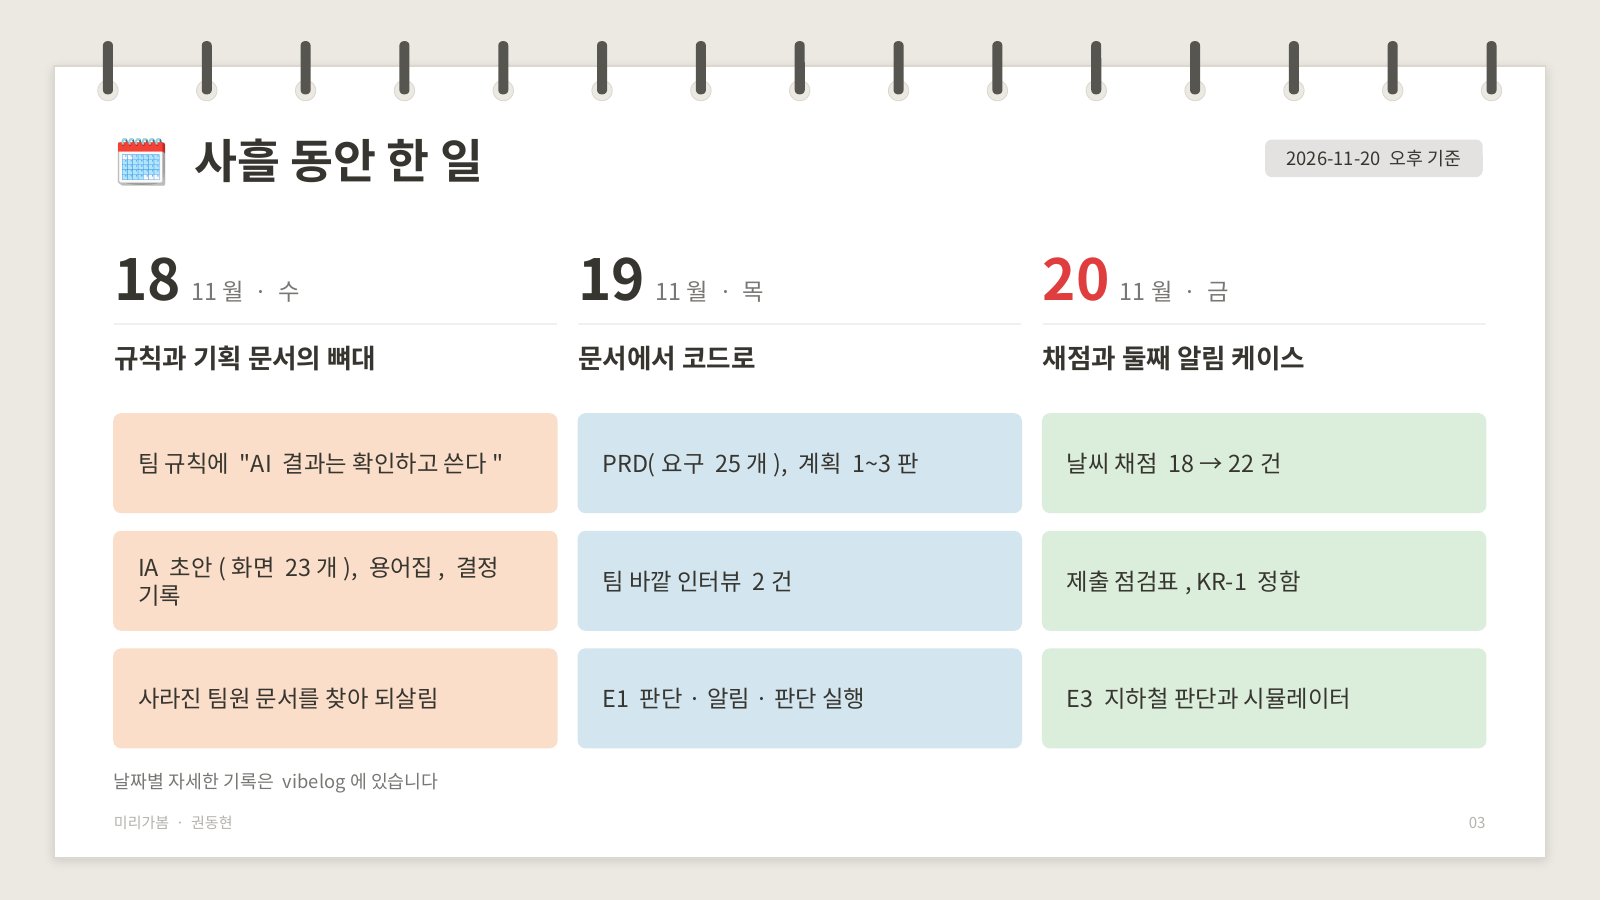 사흘 동안 한 일
2026-11-20 오후 기준
18 11월 · 수
규칙과 기획 문서의 뼈대
팀 규칙에 "AI 결과는 확인하고 쓴다"
IA 초안(화면 23개), 용어집, 결정
기록
사라진 팀원 문서를 찾아 되살림
19 11월 · 목
문서에서 코드로
PRD(요구 25개), 계획 1~3판
팀 바깥 인터뷰 2건
E1 판단 · 알림 · 판단 실행
20 11월 · 금
채점과 둘째 알림 케이스
날씨 채점 18 → 22건
제출 점검표, KR-1 정함
E3 지하철 판단과 시뮬레이터
날짜별 자세한 기록은 vibelog에 있습니다
미리가봄 · 권동현
03